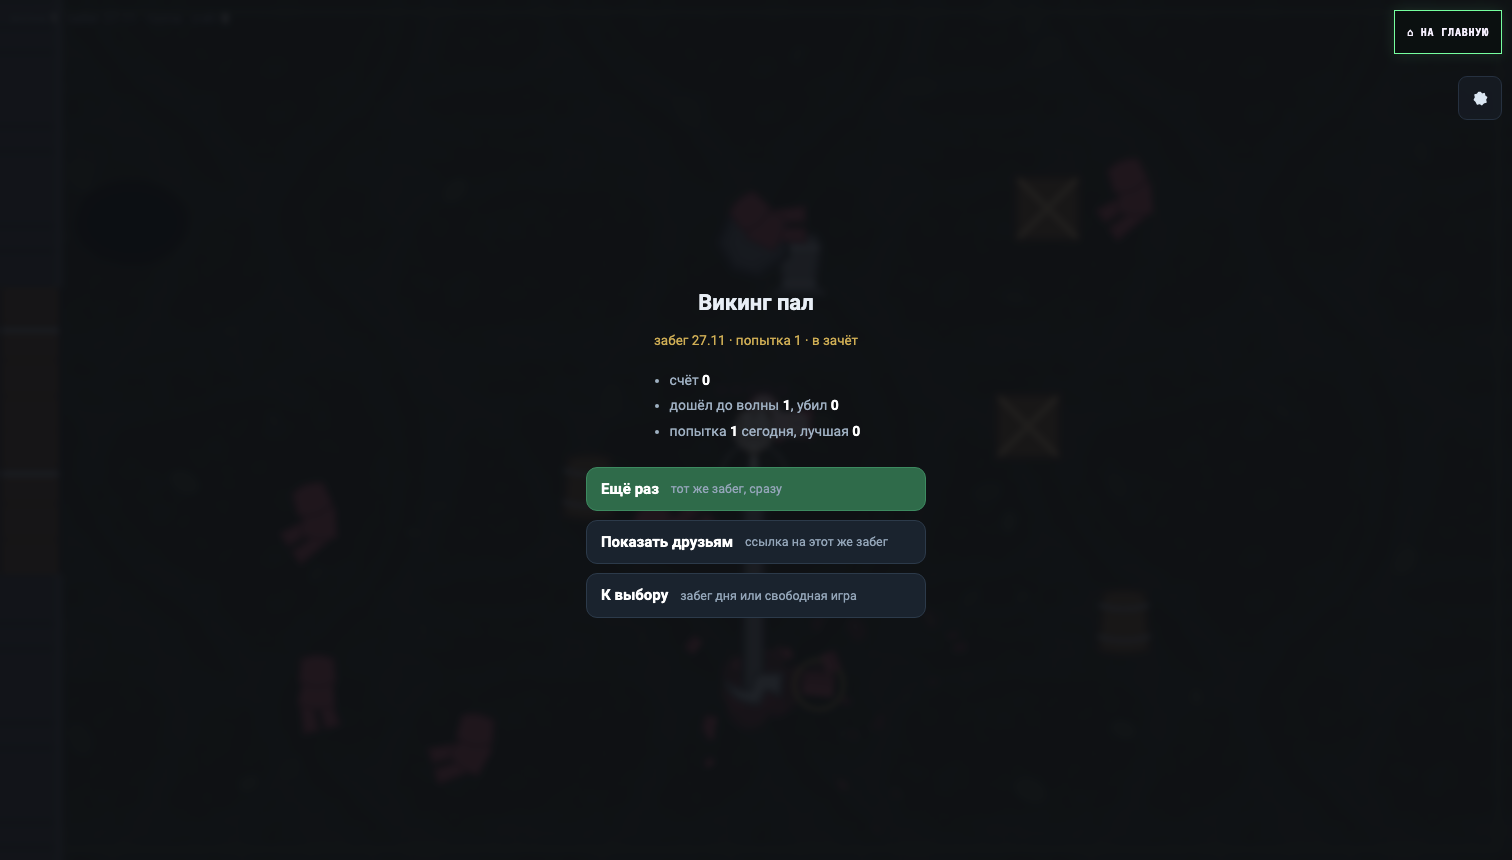 ⌂ НА ГЛАВНУЮ
Викинг пал
забег 27.11 · попытка 1 · в зачёт
• счёт 0
• дошёл до волны 1, убил 0
• попытка 1 сегодня, лучшая 0
Ещё раз тот же забег, сразу
Показать друзьям ссылка на этот же забег
К выбору забег дня или свободная игра